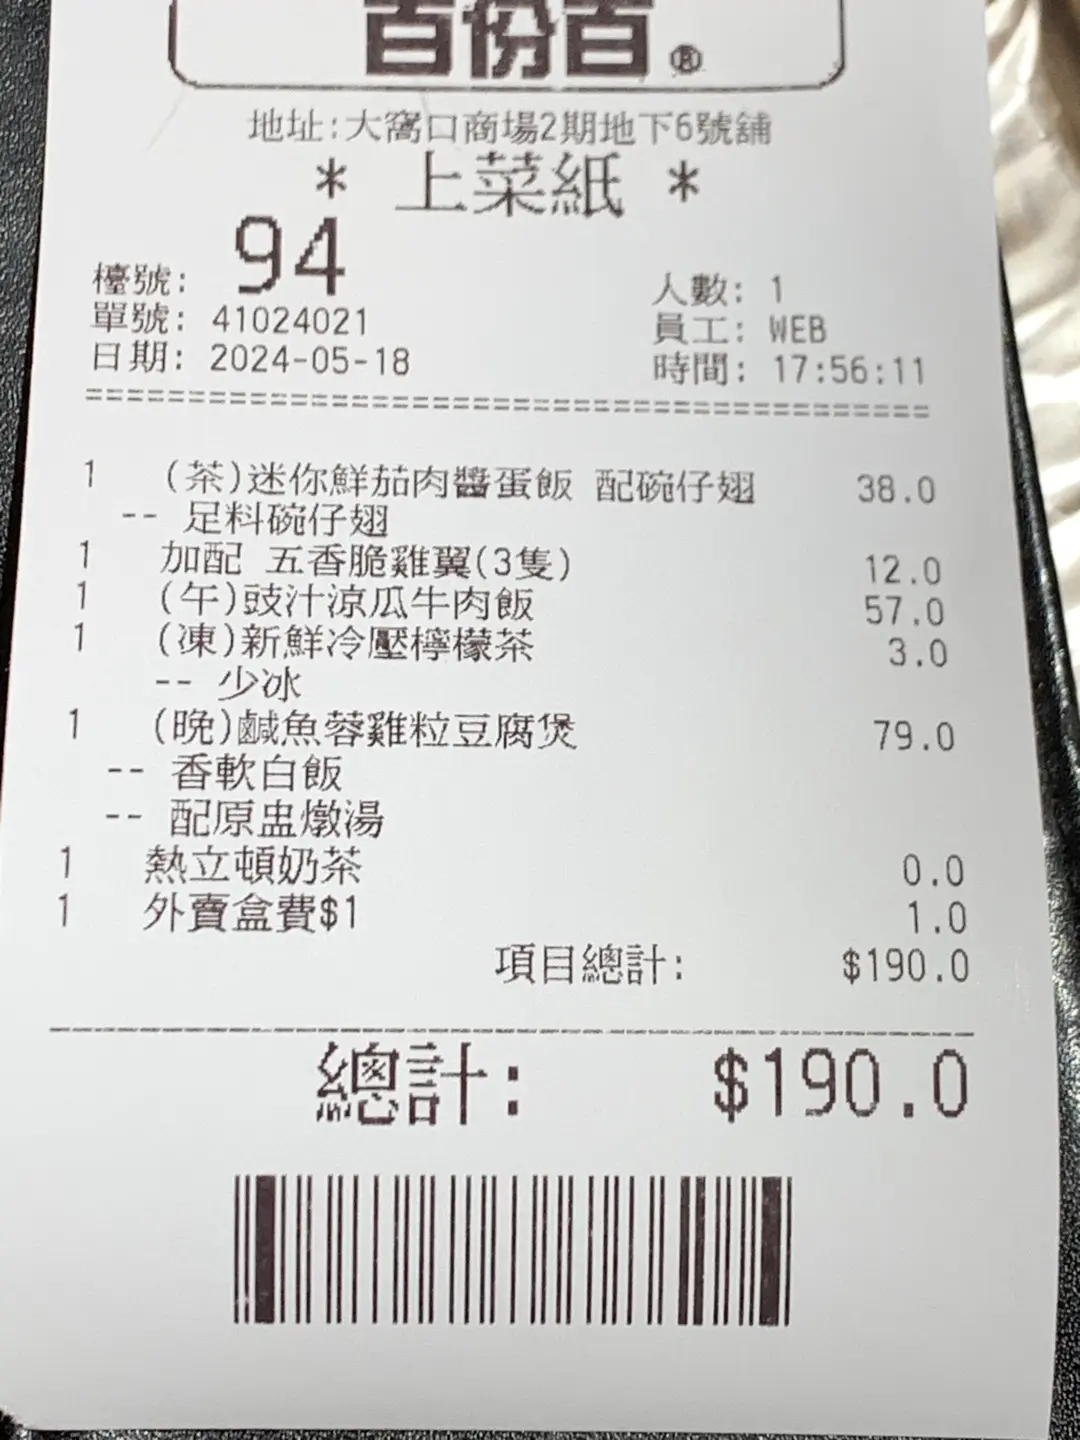 百份百®
地址:大窩口商場2期地下6號舖
* 上菜紙 *
檯號: 94
人數: 1
單號: 41024021
員工: WEB
日期: 2024-05-18
時間: 17:56:11
================================================
1 (茶)迷你鮮茄肉醬蛋飯 配碗仔翅 38.0
-- 足料碗仔翅
1 加配 五香脆雞翼(3隻) 12.0
1 (午)豉汁涼瓜牛肉飯 57.0
1 (凍)新鮮冷壓檸檬茶 3.0
-- 少冰
1 (晚)鹹魚蓉雞粒豆腐煲 79.0
-- 香軟白飯
-- 配原盅燉湯
1 熱立頓奶茶 0.0
1 外賣盒費$1 1.0
項目總計: $190.0
總計: $190.0